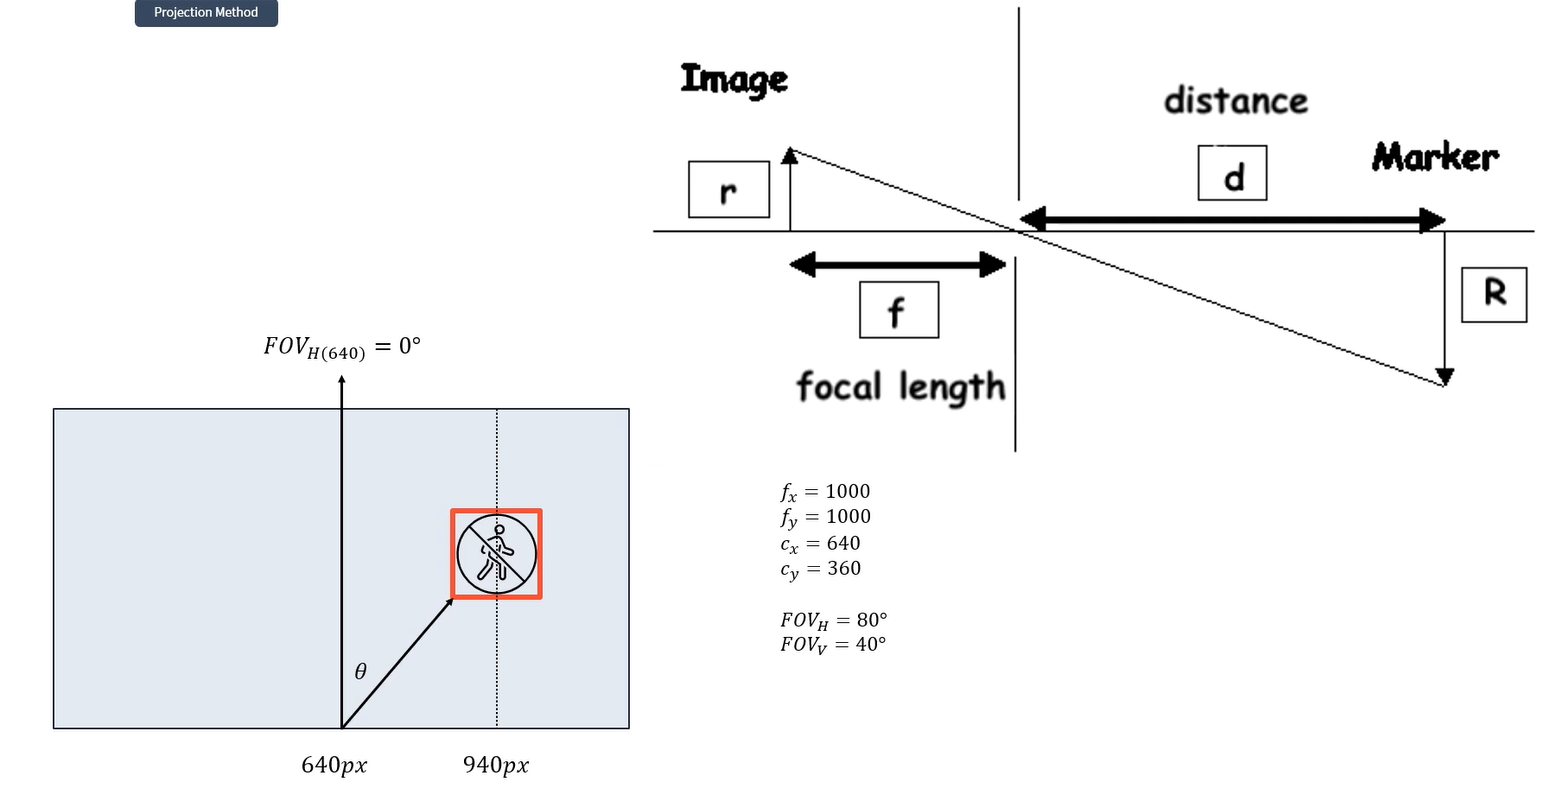 Projection Method
Image
distance
Marker
r
d
f
R
focal length
FOV_{H(640)} = 0°
θ
640px
940px
f_x = 1000
f_y = 1000
c_x = 640
c_y = 360
FOV_H = 80°
FOV_V = 40°